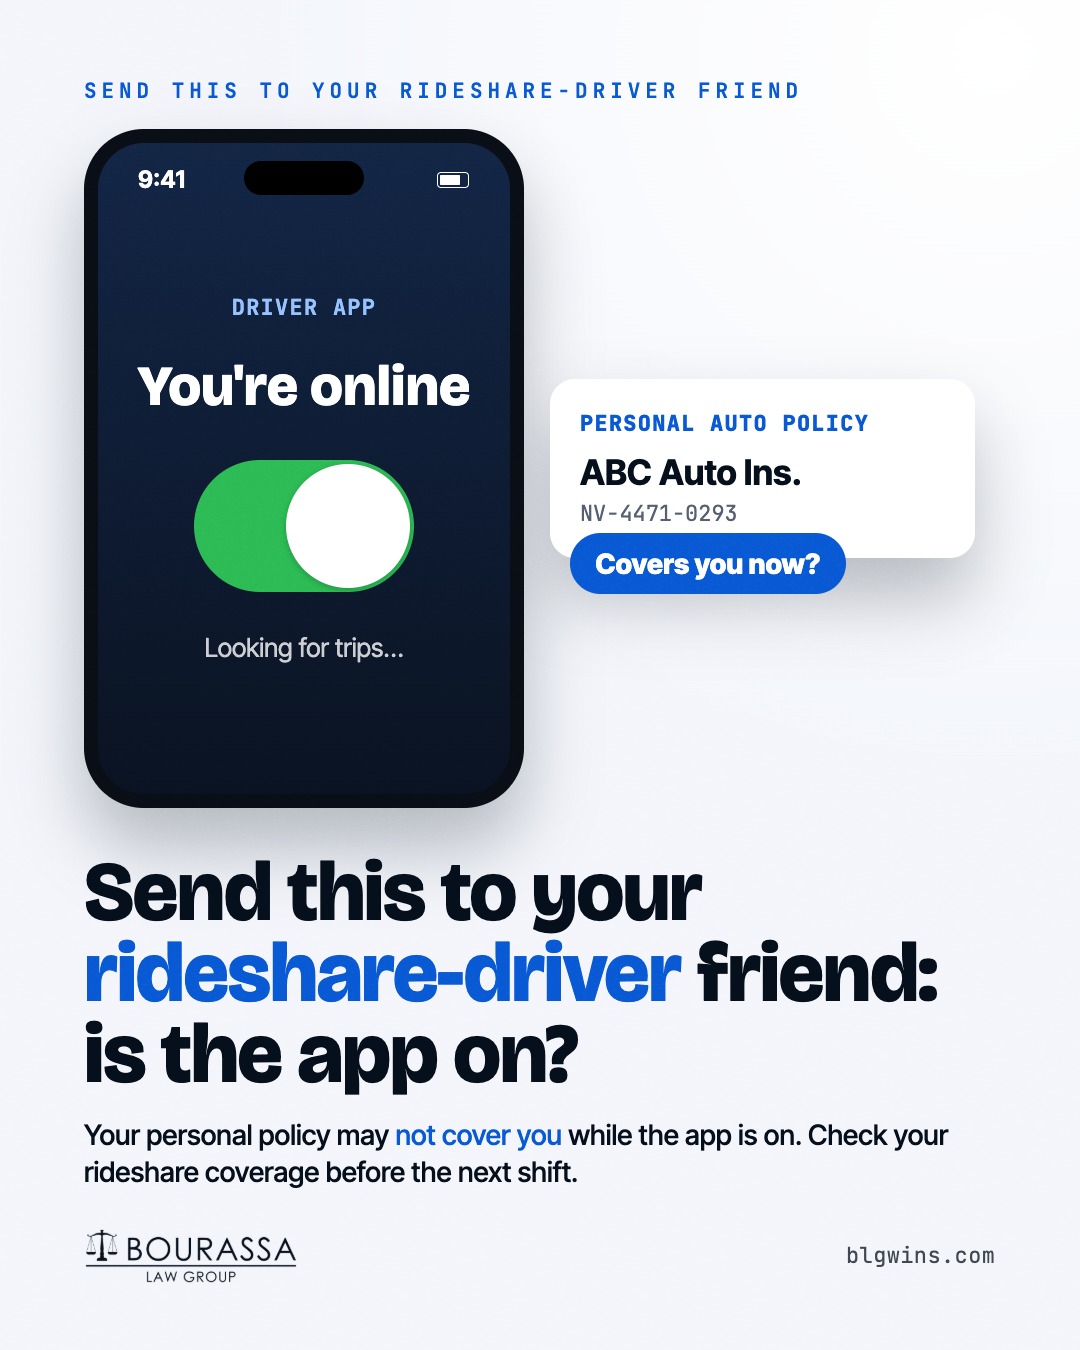 SEND THIS TO YOUR RIDESHARE-DRIVER FRIEND
9:41
DRIVER APP
You're online
Looking for trips...
PERSONAL AUTO POLICY
ABC Auto Ins.
NV-4471-0293
Covers you now?
Send this to your
rideshare-driver friend:
is the app on?
Your personal policy may not cover you while the app is on. Check your
rideshare coverage before the next shift.
BOURASSA
LAW GROUP
blgwins.com